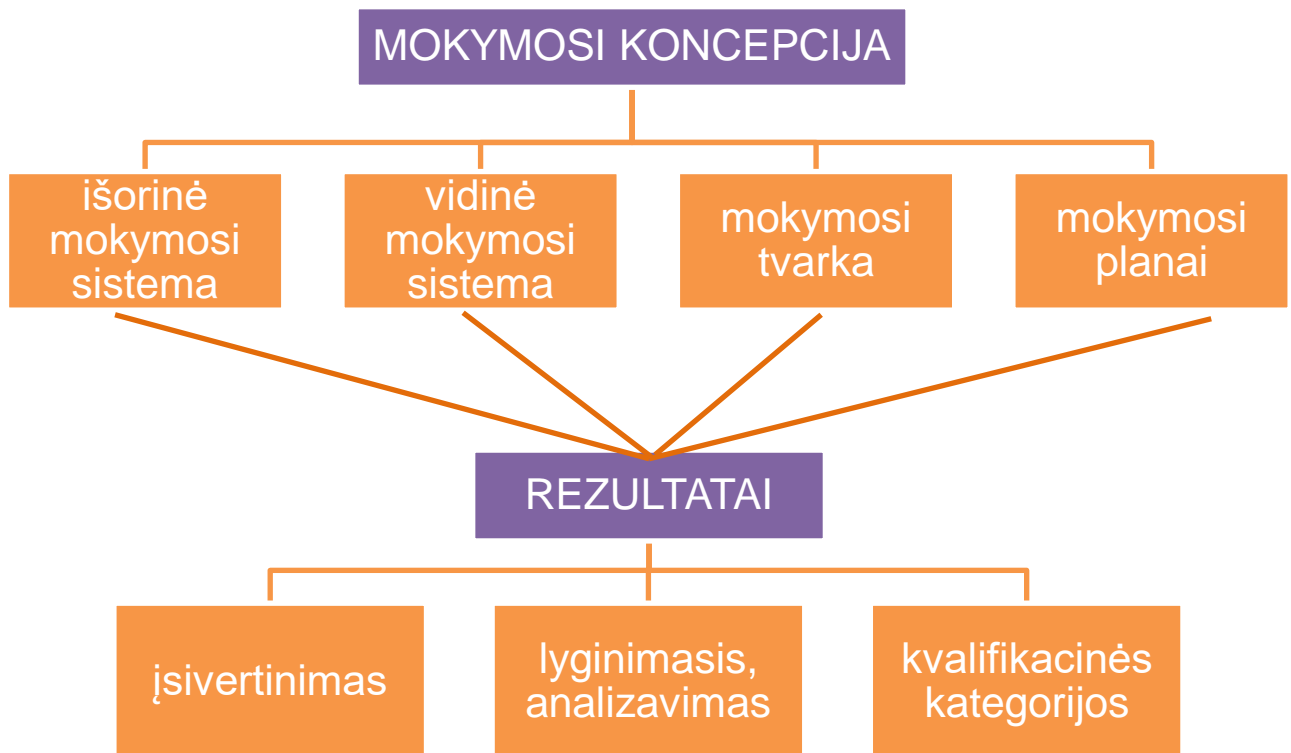 MOKYMOSI KONCEPCIJA
išorinė
mokymosi
sistema
vidinė
mokymosi
sistema
mokymosi
tvarka
mokymosi
planai
REZULTATAI
įsivertinimas
lyginimasis,
analizavimas
kvalifikacinės
kategorijos